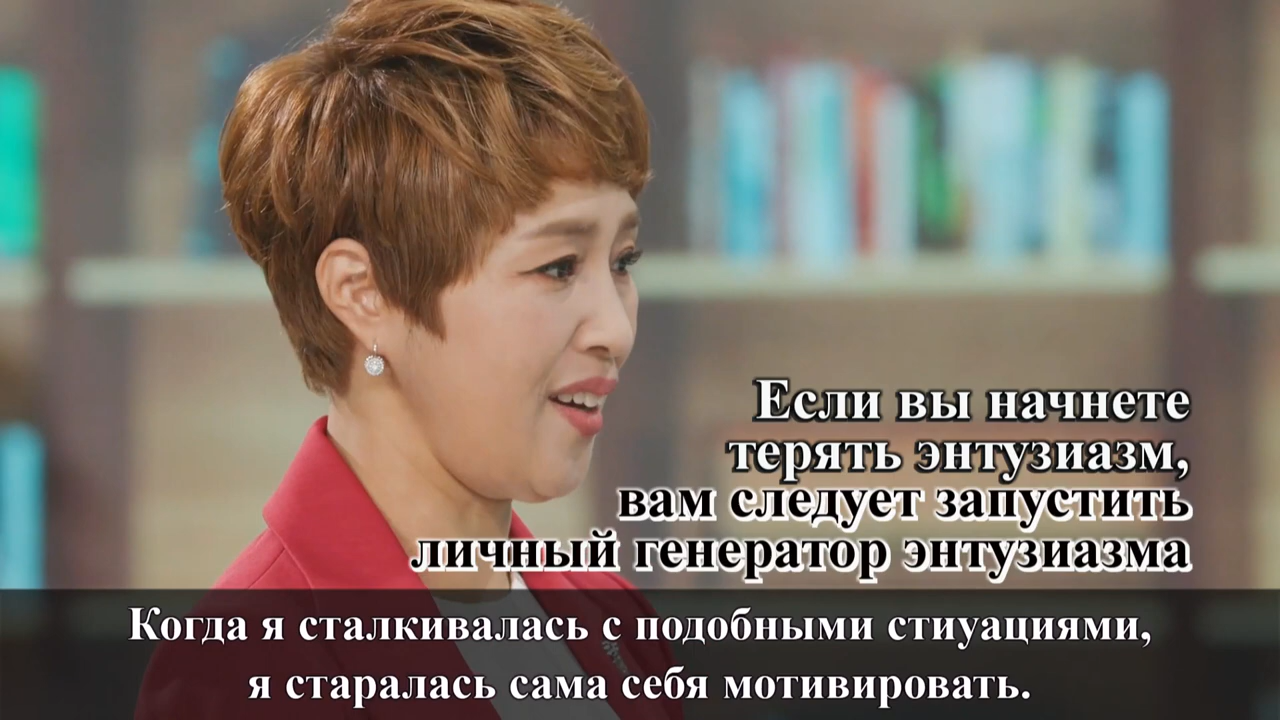 Если вы начнете
терять энтузиазм,
вам следует запустить
личный генератор энтузиазма
Когда я сталкивалась с подобными стиуациями,
я старалась сама себя мотивировать.